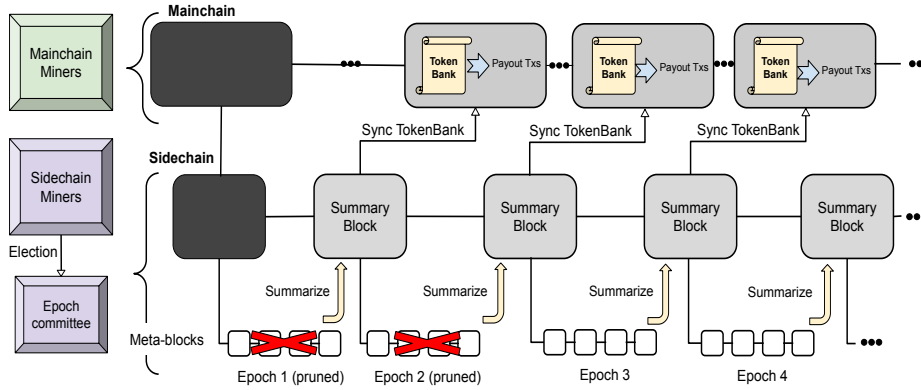 Mainchain
Mainchain
Miners
Token
Bank
Payout Txs
Token
Bank
Payout Txs
Token
Bank
Payout Txs
Sync TokenBank
Sync TokenBank
Sync TokenBank
Sidechain
Sidechain
Miners
Summary
Block
Summary
Block
Summary
Block
Summary
Block
Election
Epoch
committee
Summarize
Summarize
Summarize
Summarize
Meta-blocks
Epoch 1 (pruned)
Epoch 2 (pruned)
Epoch 3
Epoch 4